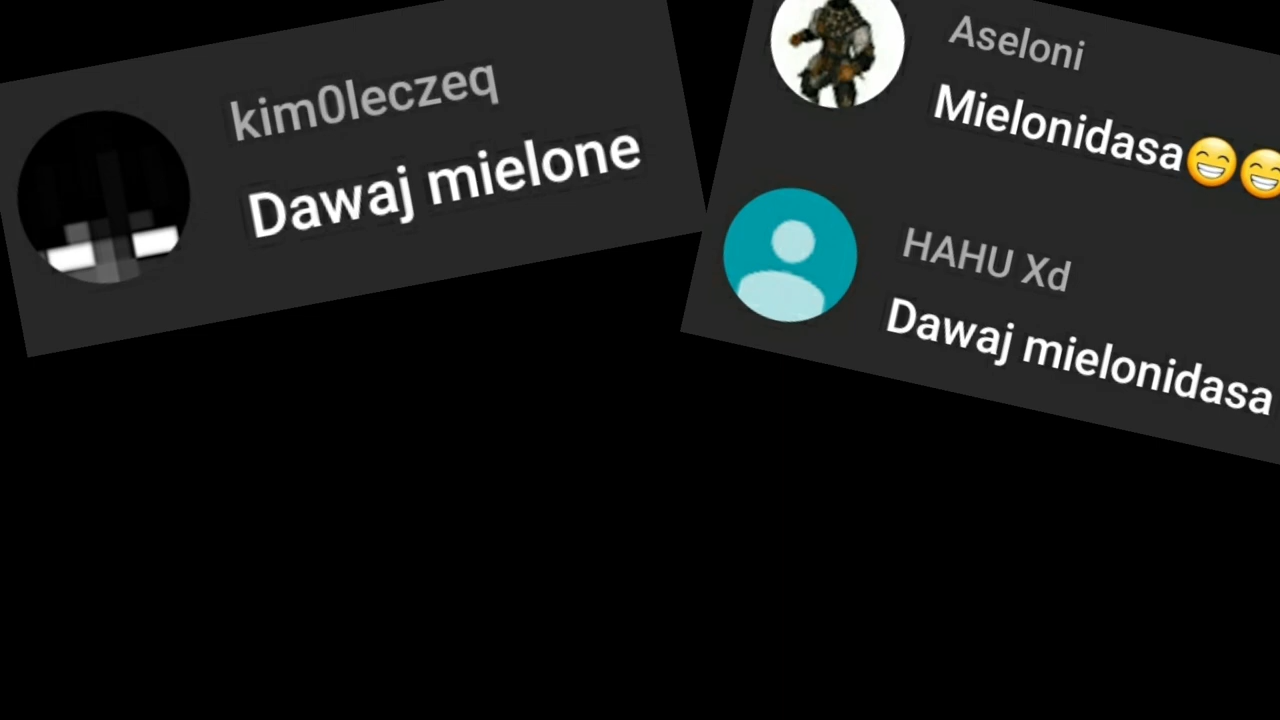 kim0leczeq
Dawaj mielone
Aseloni
Mielonidasa😁😁
HAHU Xd
Dawaj mielonidasa